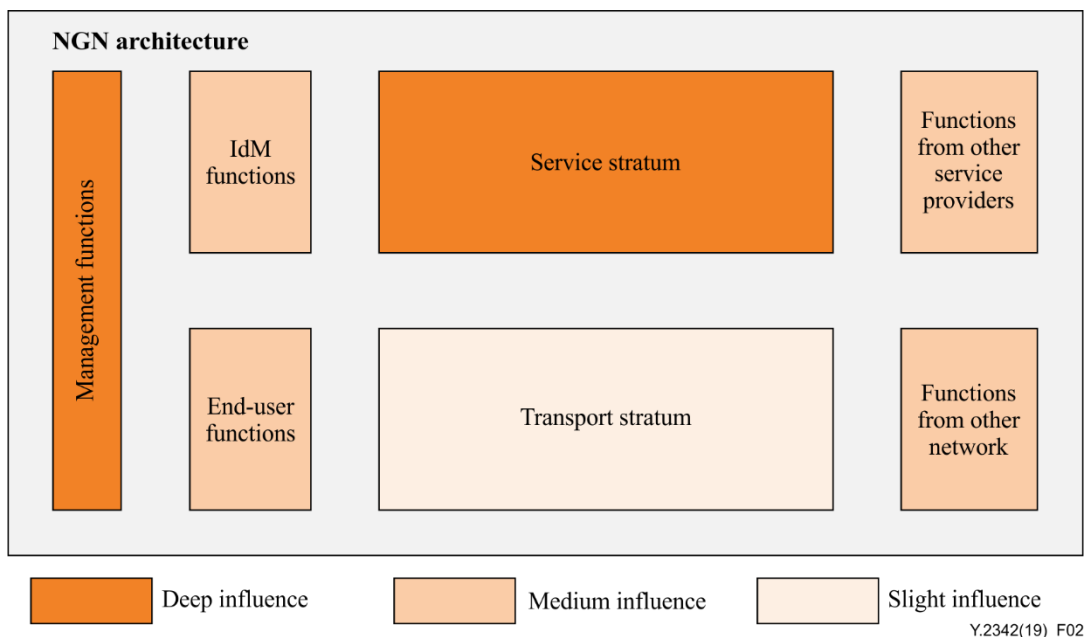 NGN architecture
Management functions
IdM
functions
Service stratum
Functions
from other
service
providers
End-user
functions
Transport stratum
Functions
from other
network
Deep influence
Medium influence
Slight influence
Y.2342(19)_F02